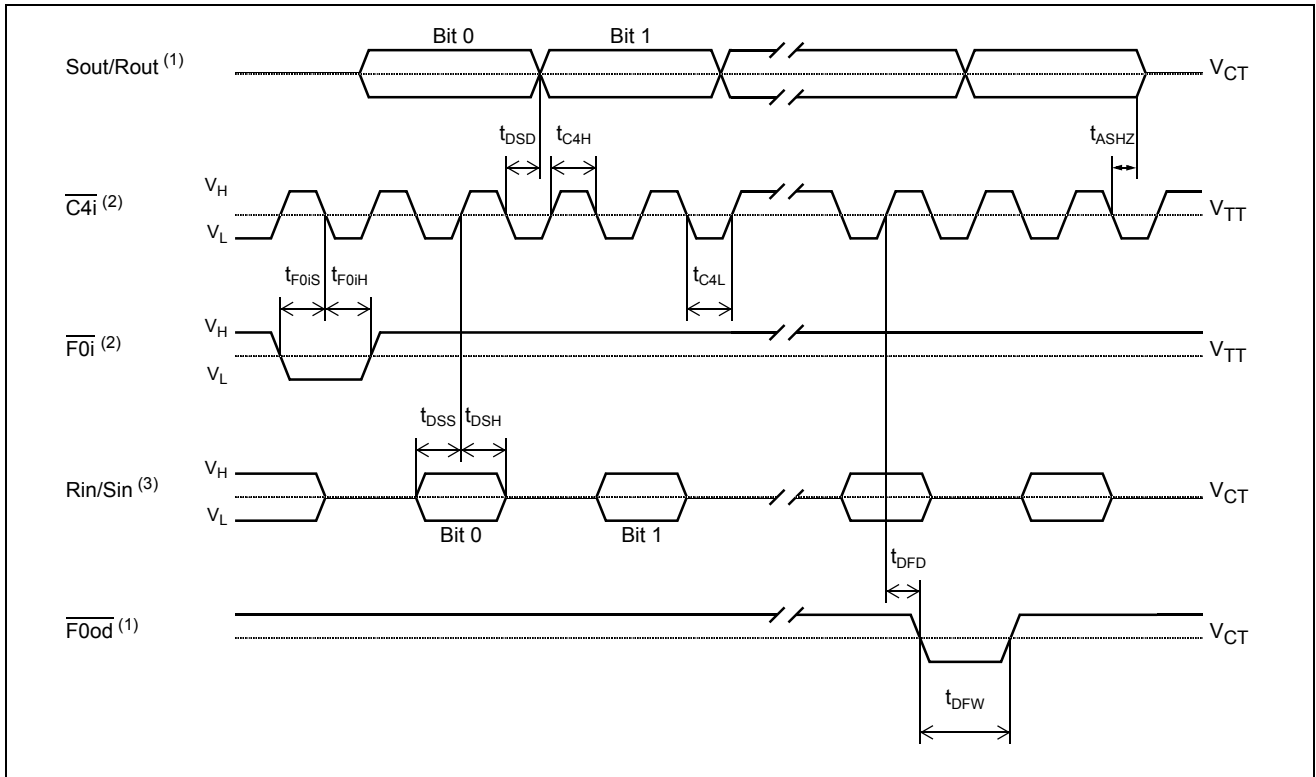 Bit 0 Bit 1
Sout/Rout (1) VCT
tDSD tC4H tASHZ
VH
C4i (2) VTT
VL
tF0iS tF0iH tC4L
VH
F0i (2) VTT
VL
tDSS tDSH
VH
Rin/Sin (3) VCT
VL
Bit 0 Bit 1
tDFD
F0od (1) VCT
tDFW